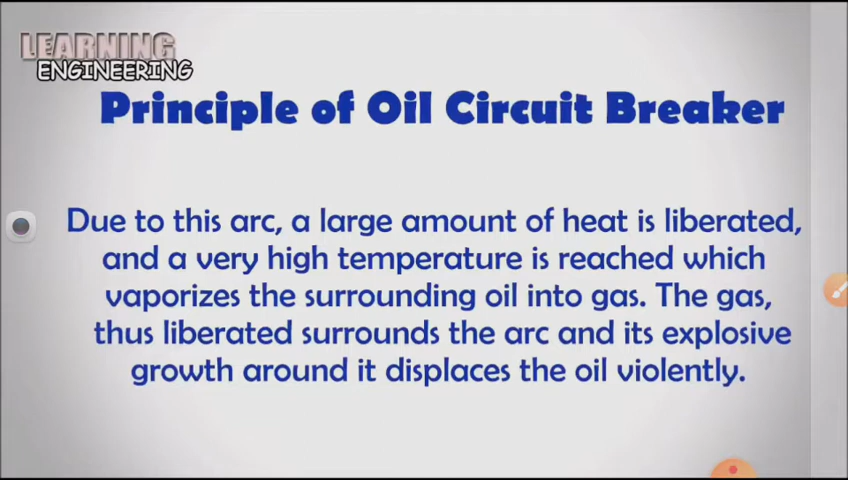 LEARNING
ENGINEERING
Principle of Oil Circuit Breaker
Due to this arc, a large amount of heat is liberated,
and a very high temperature is reached which
vaporizes the surrounding oil into gas. The gas,
thus liberated surrounds the arc and its explosive
growth around it displaces the oil violently.